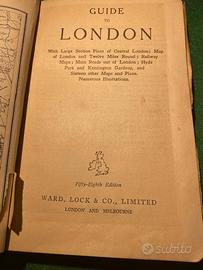 GUIDE
TO
LONDON
With Large Section Plans of Central London; Map
of London and Twelve Miles Round; Railway
Maps; Main Roads out of London; Hyde
Park and Kensington Gardens, and
Sixteen other Maps and Plans.
Numerous Illustrations.
Fifty-Eighth Edition
WARD, LOCK & CO., LIMITED
LONDON AND MELBOURNE
subito